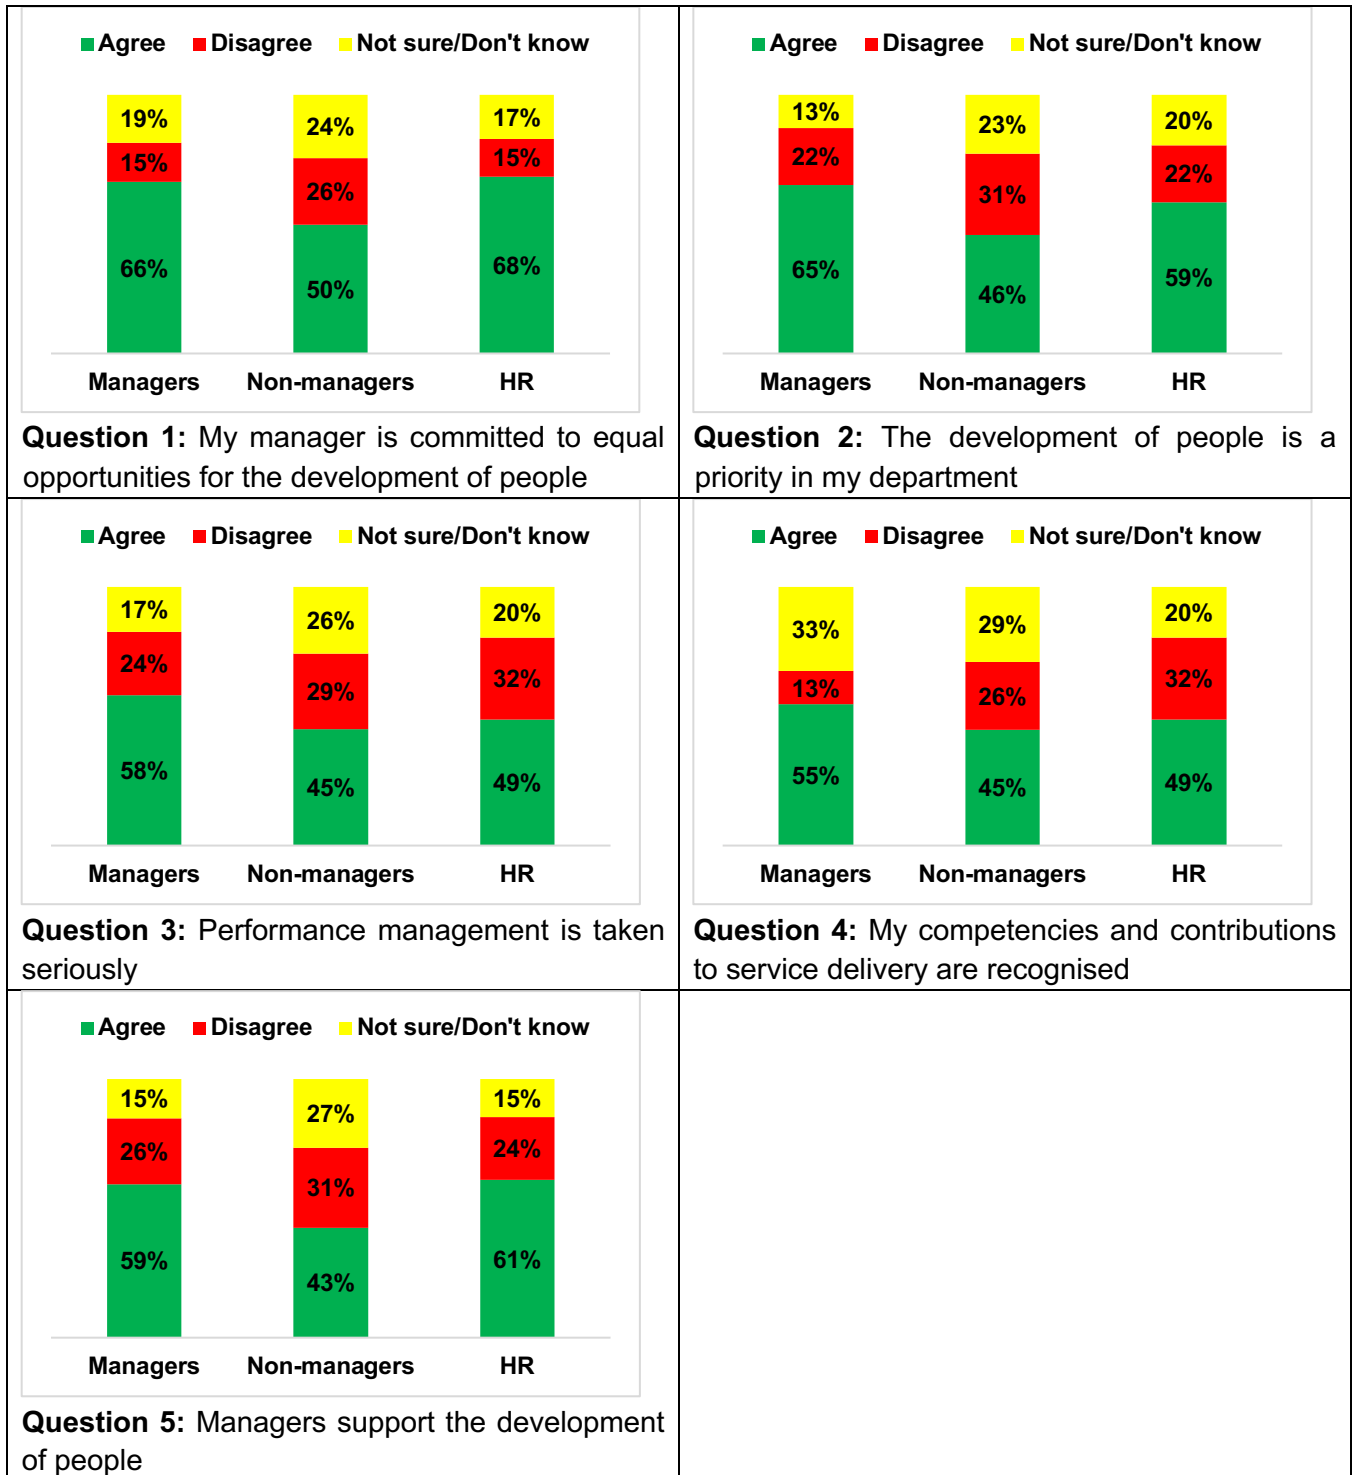 Agree Disagree Not sure/Don't know
19% 24% 17%
15% 26% 15%
66% 50% 68%
Managers Non-managers HR
Question 1: My manager is committed to equal
opportunities for the development of people
Agree Disagree Not sure/Don't know
13% 23% 20%
22% 31% 22%
65% 46% 59%
Managers Non-managers HR
Question 2: The development of people is a
priority in my department
Agree Disagree Not sure/Don't know
17% 26% 20%
24% 29% 32%
58% 45% 49%
Managers Non-managers HR
Question 3: Performance management is taken
seriously
Agree Disagree Not sure/Don't know
33% 29% 20%
13% 26% 32%
55% 45% 49%
Managers Non-managers HR
Question 4: My competencies and contributions
to service delivery are recognised
Agree Disagree Not sure/Don't know
15% 27% 15%
26% 31% 24%
59% 43% 61%
Managers Non-managers HR
Question 5: Managers support the development
of people